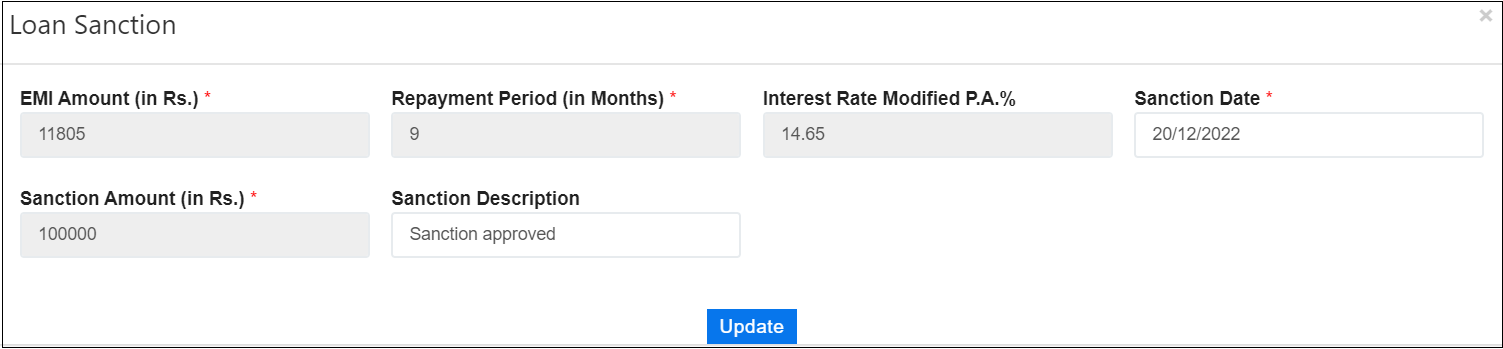 Loan Sanction
×
EMI Amount (in Rs.) * Repayment Period (in Months) * Interest Rate Modified P.A.% Sanction Date *
11805 9 14.65 20/12/2022
Sanction Amount (in Rs.) * Sanction Description
100000 Sanction approved
Update